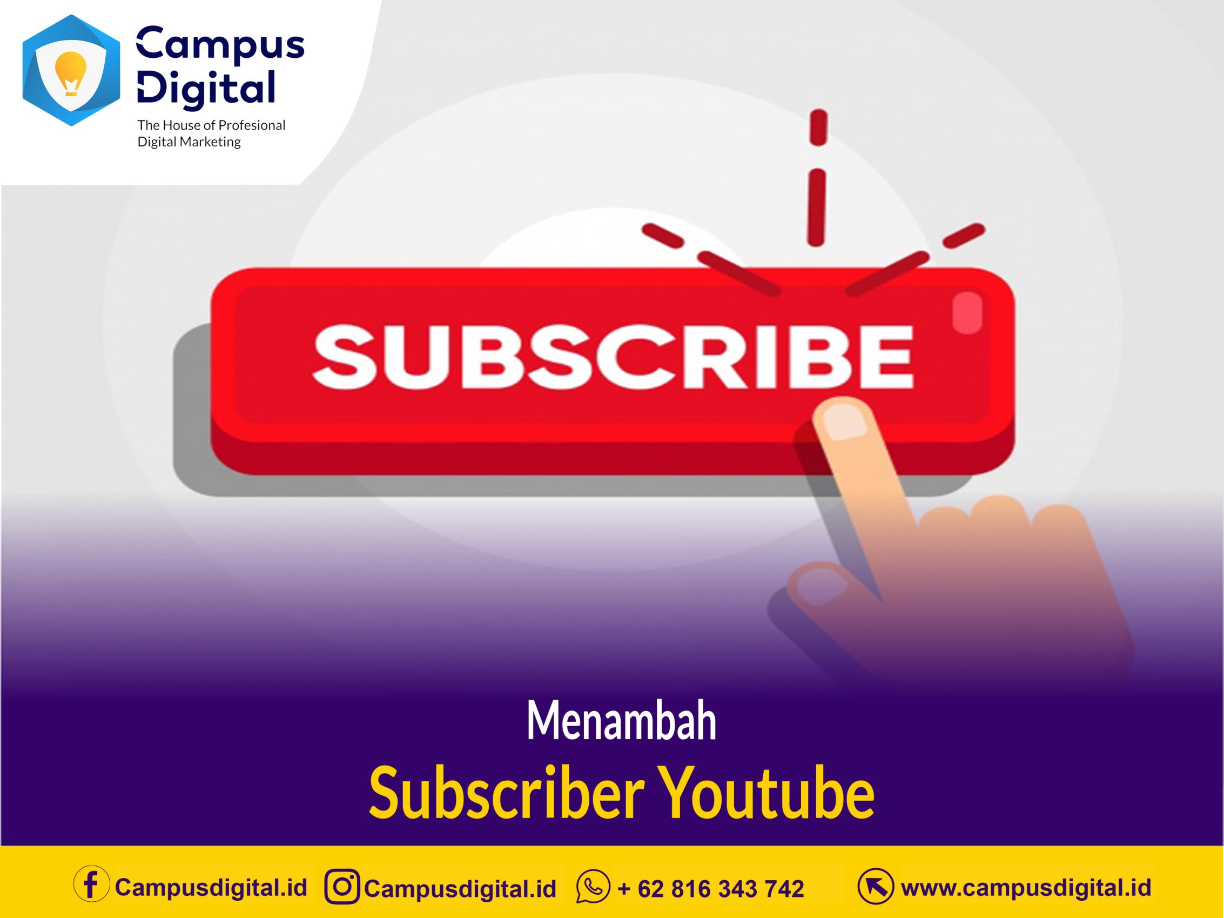 Campus
Digital
The House of Profesional
Digital Marketing
SUBSCRIBE
Menambah
Subscriber Youtube
Campusdigital.id Campusdigital.id + 62 816 343 742 www.campusdigital.id